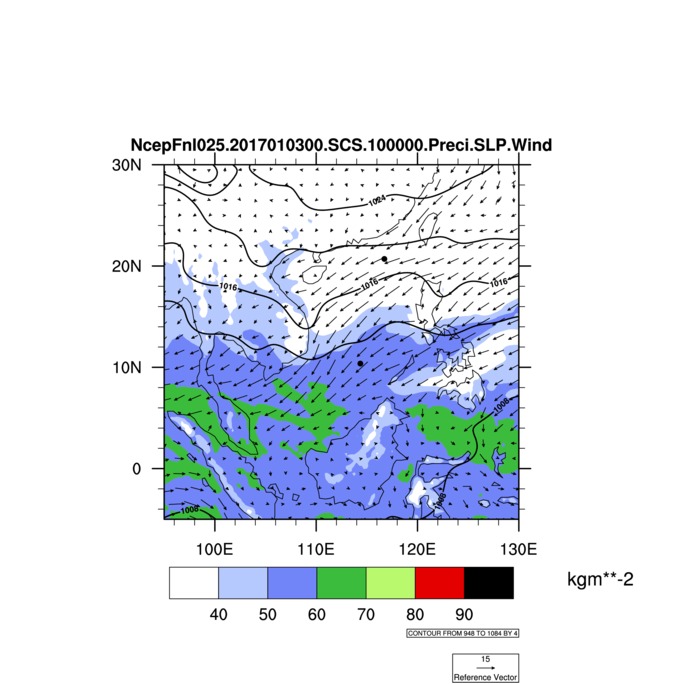 NcepFnl025.2017010300.SCS.100000.Preci.SLP.Wind
30N
1024
20N
1016
1016
1016
10N
1008
0
1008
1008
100E 110E 120E 130E
kgm**-2
40 50 60 70 80 90
CONTOUR FROM 948 TO 1084 BY 4
15
Reference Vector